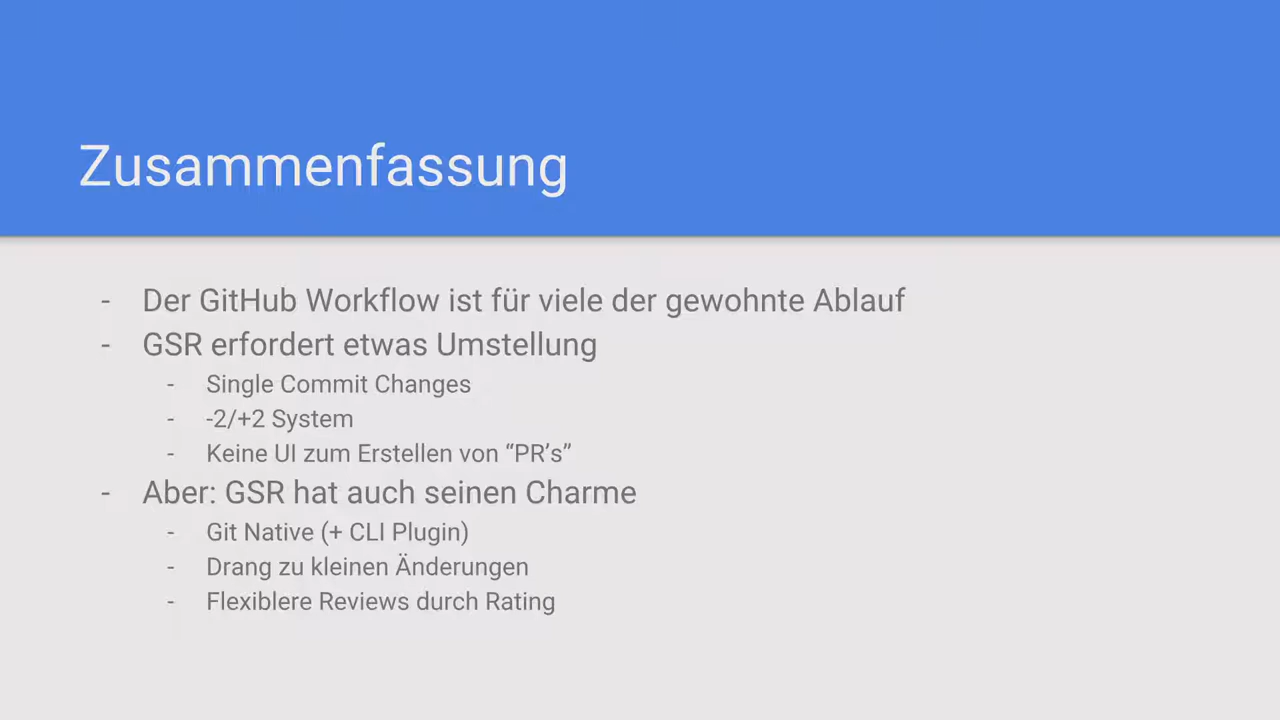 Zusammenfassung
- Der GitHub Workflow ist für viele der gewohnte Ablauf
- GSR erfordert etwas Umstellung
- Single Commit Changes
- -2/+2 System
- Keine UI zum Erstellen von “PR’s”
- Aber: GSR hat auch seinen Charme
- Git Native (+ CLI Plugin)
- Drang zu kleinen Änderungen
- Flexiblere Reviews durch Rating